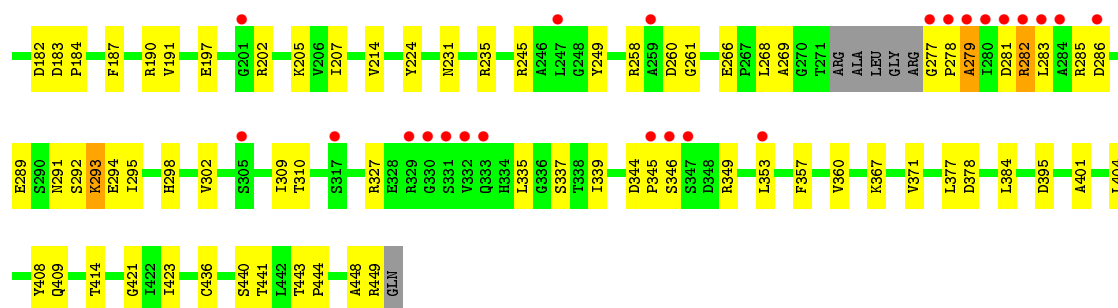 D182 D183 P184 F187 R190 V191 E197 G201 R202 K205 V206 I207 V214 Y224 N231 R235 R245 A246 L247 G248 Y249 R258 A259 D260 G261 E266 P267 L268 A269 G270 T271 ARG ALA LEU GLY ARG G277 P278 A279 I280 D281 R282 L283 A284 R285 D286
E289 S290 N291 S292 K293 E294 I295 H298 V302 S305 I309 T310 S317 R327 E328 R329 G330 S331 V332 Q333 H334 L335 G336 S337 T338 I339 D344 P345 S346 S347 D348 R349 L353 F357 V360 K367 V371 L377 D378 L384 D395 A401 L404
Y408 Q409 T414 G421 I422 I423 C436 S440 T441 L442 T443 P444 A448 R449 GLN